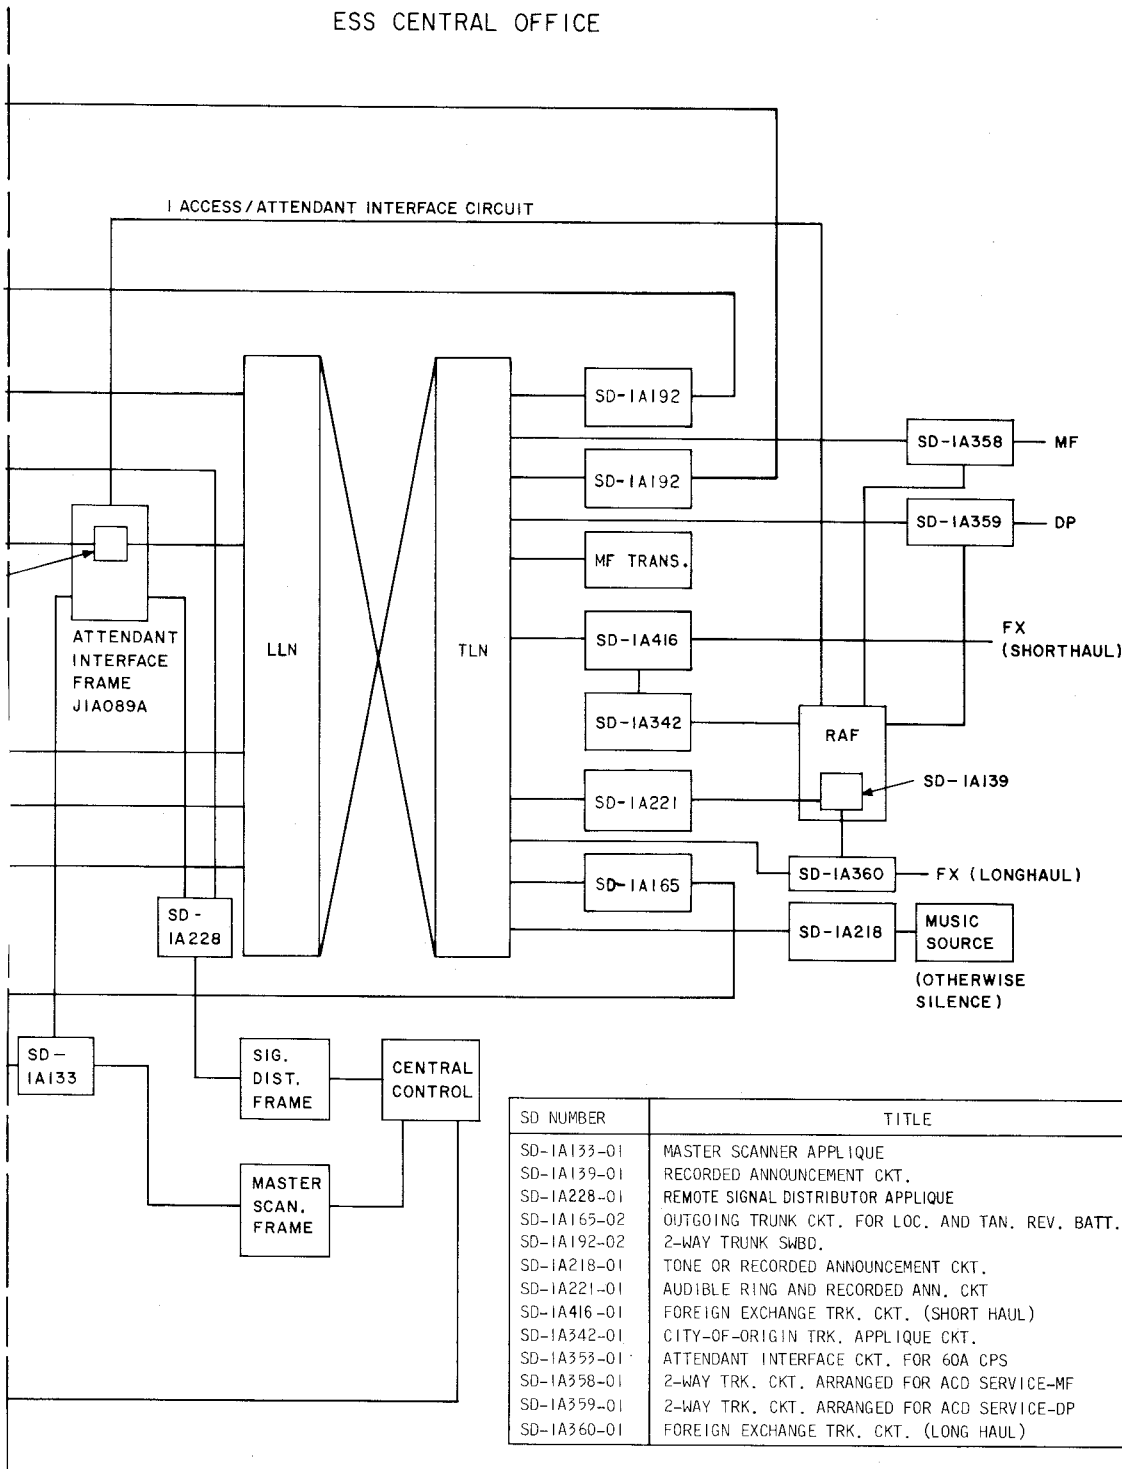 ESS CENTRAL OFFICE
1 ACCESS/ATTENDANT INTERFACE CIRCUIT
SD-1A192
SD-1A358
MF
SD-1A192
SD-1A359
DP
MF TRANS.
ATTENDANT
INTERFACE
FRAME
J1A089A
LLN
TLN
SD-1A416
FX
(SHORTHAUL)
SD-1A342
RAF
SD-1A139
SD-1A221
SD-1A165
SD-1A360
FX (LONGHAUL)
SD-
1A228
SD-1A218
MUSIC
SOURCE
(OTHERWISE
SILENCE)
SD-
1A133
SIG.
DIST.
FRAME
CENTRAL
CONTROL
MASTER
SCAN.
FRAME
SD NUMBER TITLE
SD-1A133-01 MASTER SCANNER APPLIQUE
SD-1A139-01 RECORDED ANNOUNCEMENT CKT.
SD-1A228-01 REMOTE SIGNAL DISTRIBUTOR APPLIQUE
SD-1A165-02 OUTGOING TRUNK CKT. FOR LOC. AND TAN. REV. BATT.
SD-1A192-02 2-WAY TRUNK SWBD.
SD-1A218-01 TONE OR RECORDED ANNOUNCEMENT CKT.
SD-1A221-01 AUDIBLE RING AND RECORDED ANN. CKT
SD-1A416-01 FOREIGN EXCHANGE TRK. CKT. (SHORT HAUL)
SD-1A342-01 CITY-OF-ORIGIN TRK. APPLIQUE CKT.
SD-1A353-01 ATTENDANT INTERFACE CKT. FOR 60A CPS
SD-1A358-01 2-WAY TRK. CKT. ARRANGED FOR ACD SERVICE-MF
SD-1A359-01 2-WAY TRK. CKT. ARRANGED FOR ACD SERVICE-DP
SD-1A360-01 FOREIGN EXCHANGE TRK. CKT. (LONG HAUL)